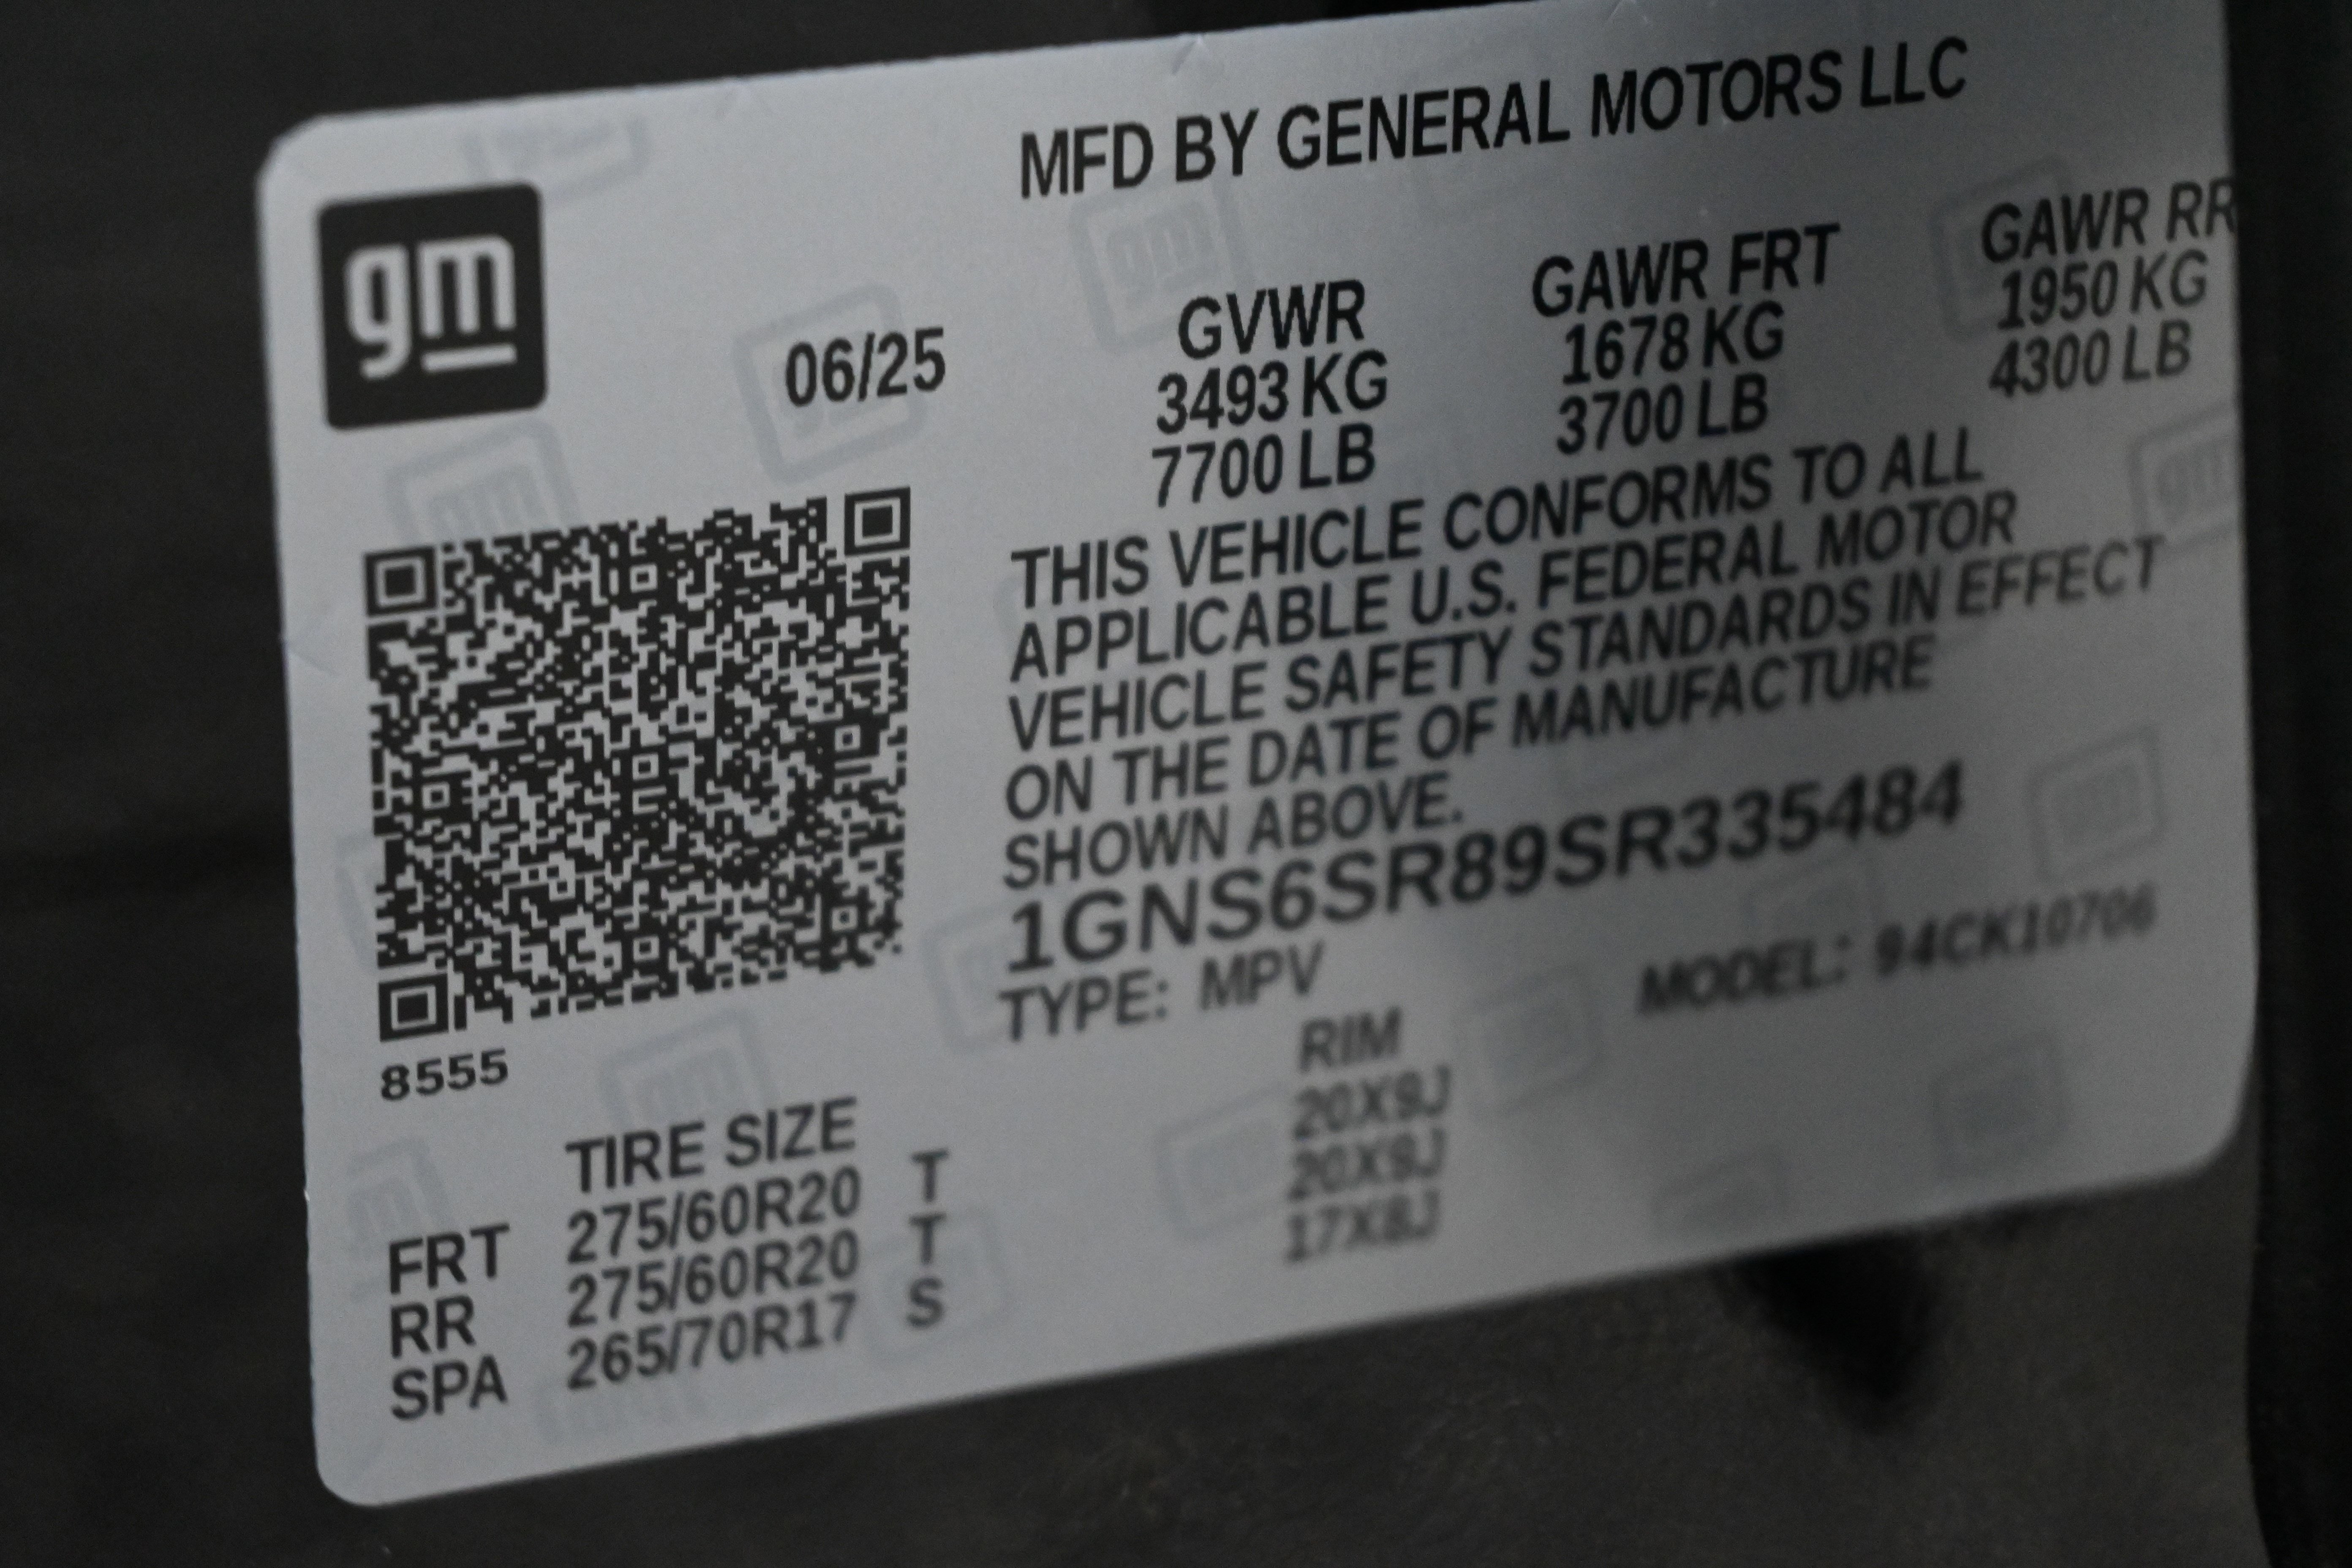 MFD BY GENERAL MOTORS LLC
gm
06/25
GVWR GAWR FRT GAWR RR
3493 KG 1678 KG 1950 KG
7700 LB 3700 LB 4300 LB
THIS VEHICLE CONFORMS TO ALL
APPLICABLE U.S. FEDERAL MOTOR
VEHICLE SAFETY STANDARDS IN EFFECT
ON THE DATE OF MANUFACTURE
SHOWN ABOVE.
1GNS6SR89SR335484
TYPE: MPV MODEL: 94CK10706
8555
TIRE SIZE RIM
FRT 275/60R20 T 20X9J
RR 275/60R20 T 20X9J
SPA 265/70R17 S 17X8J